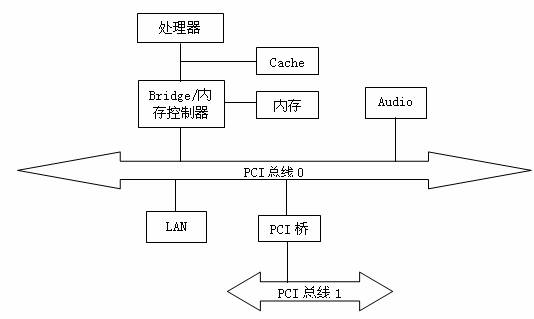 处理器
Cache
Bridge/内
存控制器
内存
Audio
PCI 总线 0
LAN
PCI 桥
PCI 总线 1